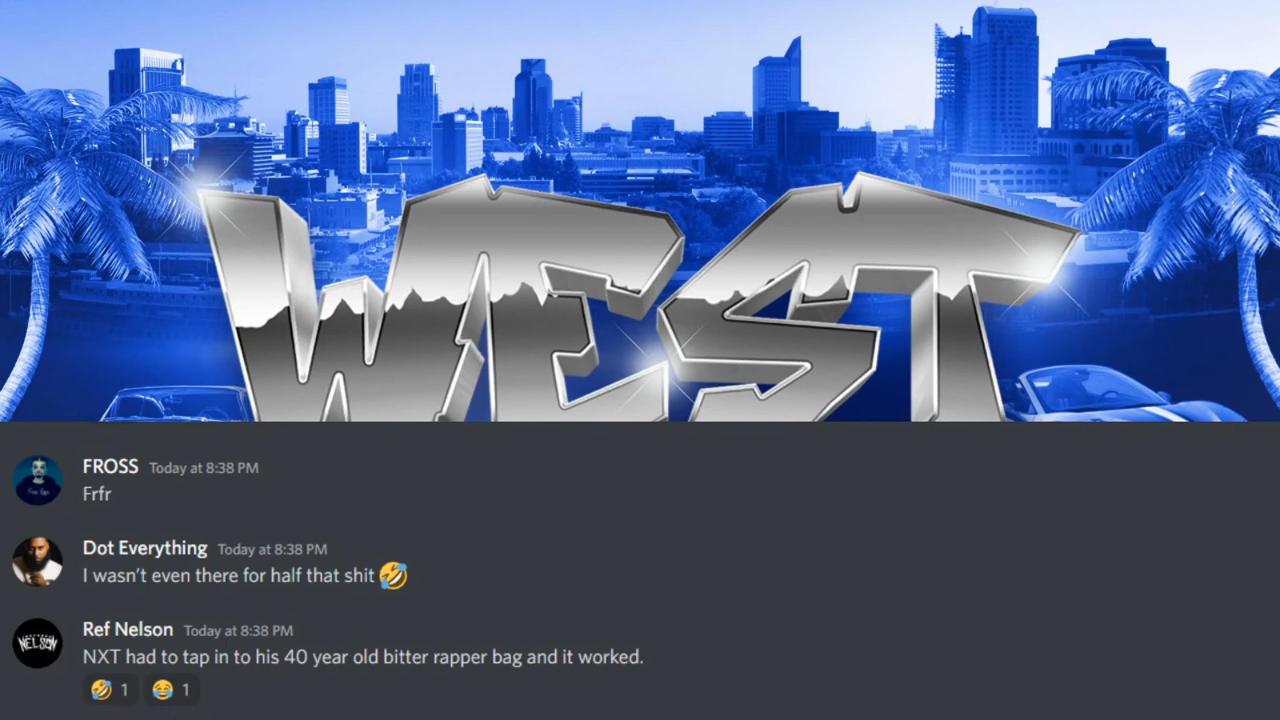 WEST
FROSS Today at 8:38 PM
Frfr
Dot Everything Today at 8:38 PM
I wasn't even there for half that shit 🤣
NELSON
Ref Nelson Today at 8:38 PM
NXT had to tap in to his 40 year old bitter rapper bag and it worked.
🤣 1 😂 1